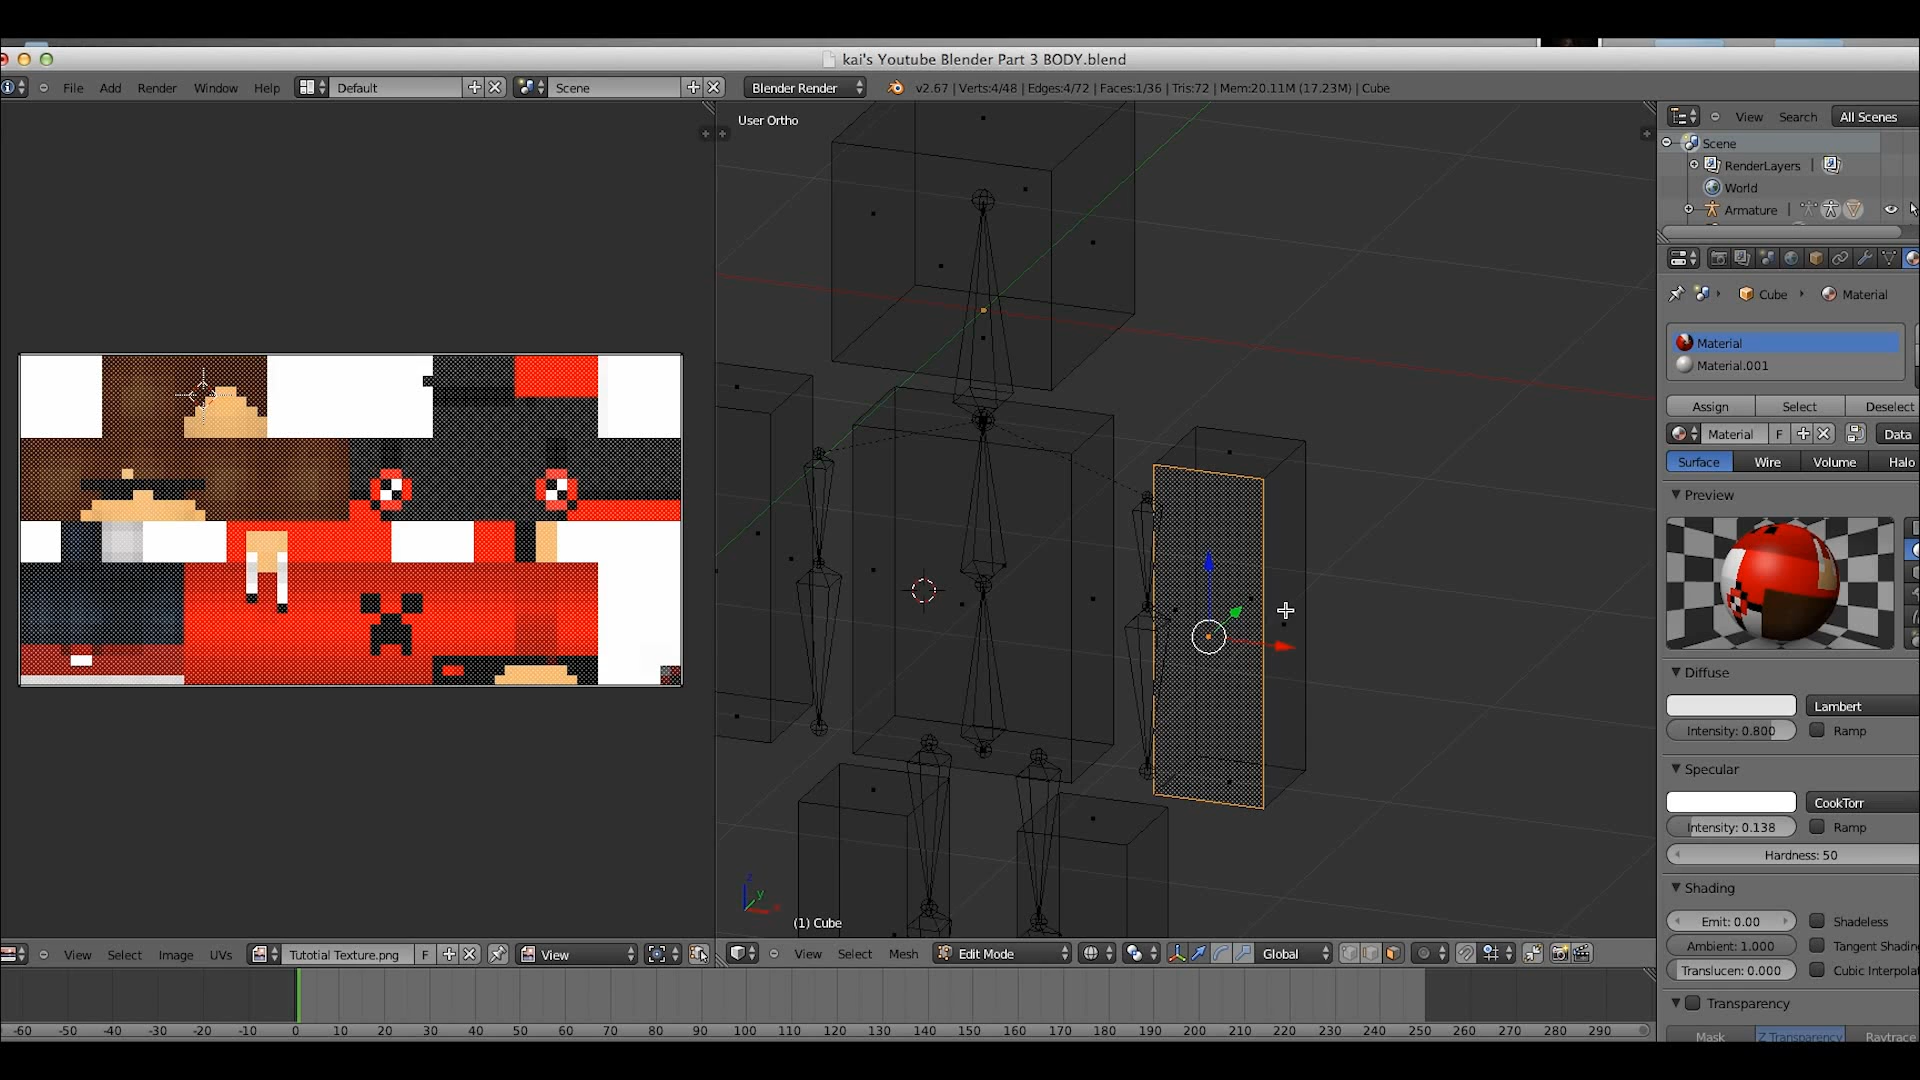 kai's Youtube Blender Part 3 BODY.blend
File Add Render Window Help Default Scene Blender Render v2.67 | Verts:4/48 | Edges:4/72 | Faces:1/36 | Tris:72 | Mem:20.11M (17.23M) | Cube
User Ortho
View Search All Scenes
Scene
RenderLayers
World
Armature
Cube Material
Material
Material.001
Assign Select Deselect
Material F Data
Surface Wire Volume Halo
Preview
Diffuse
Lambert
Intensity: 0.800 Ramp
Specular
CookTorr
Intensity: 0.138 Ramp
Hardness: 50
Shading
Emit: 0.00 Shadeless
Ambient: 1.000 Tangent Shading
Translucen: 0.000 Cubic Interpolat
Transparency
Mask Z Transparency Raytrace
z
y
x
(1) Cube
View Select Image UVs Tutotial Texture.png F View
View Select Mesh Edit Mode Global
-60 -50 -40 -30 -20 -10 0 10 20 30 40 50 60 70 80 90 100 110 120 130 140 150 160 170 180 190 200 210 220 230 240 250 260 270 280 290